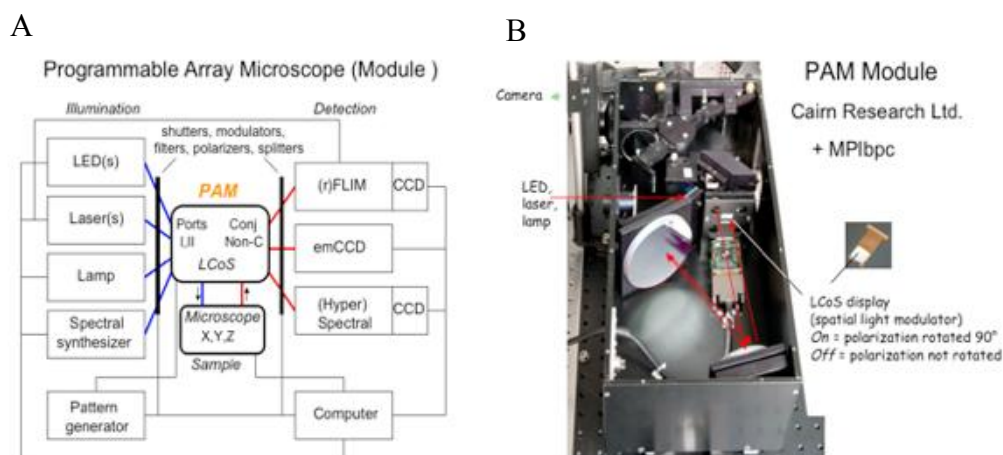 A
Programmable Array Microscope (Module )
Illumination
Detection
shutters, modulators,
filters, polarizers, splitters
LED(s)
Laser(s)
Lamp
Spectral
synthesizer
Pattern
generator
PAM
Ports
I,II
Conj
Non-C
LCoS
Microscope
X,Y,Z
Sample
(r)FLIM
CCD
emCCD
(Hyper)
Spectral
CCD
Computer
B
PAM Module
Cairn Research Ltd.
+ MPIbpc
Camera
LED,
laser,
lamp
LCoS display
(spatial light modulator)
On = polarization rotated 90°
Off = polarization not rotated